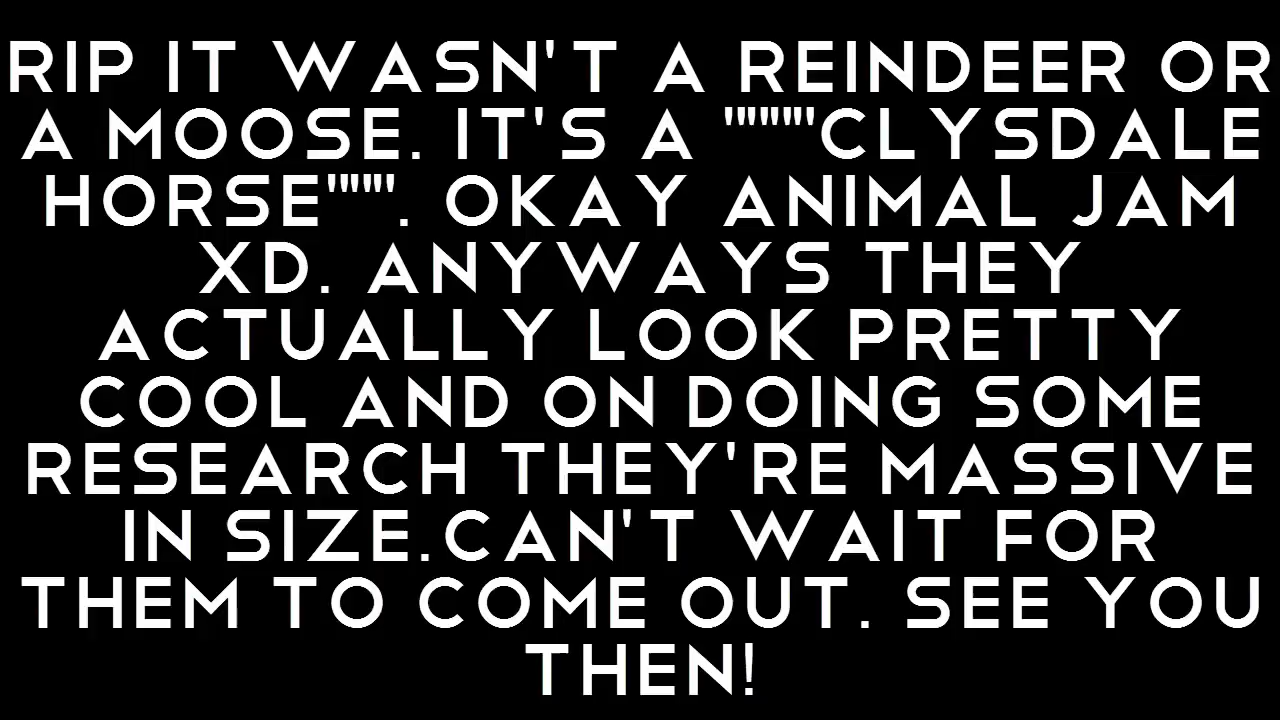 RIP IT WASN'T A REINDEER OR
A MOOSE. IT'S A """"'CLYSDALE
HORSE"""'. OKAY ANIMAL JAM
XD. ANYWAYS THEY
ACTUALLY LOOK PRETTY
COOL AND ON DOING SOME
RESEARCH THEY'RE MASSIVE
IN SIZE.CAN'T WAIT FOR
THEM TO COME OUT. SEE YOU
THEN!